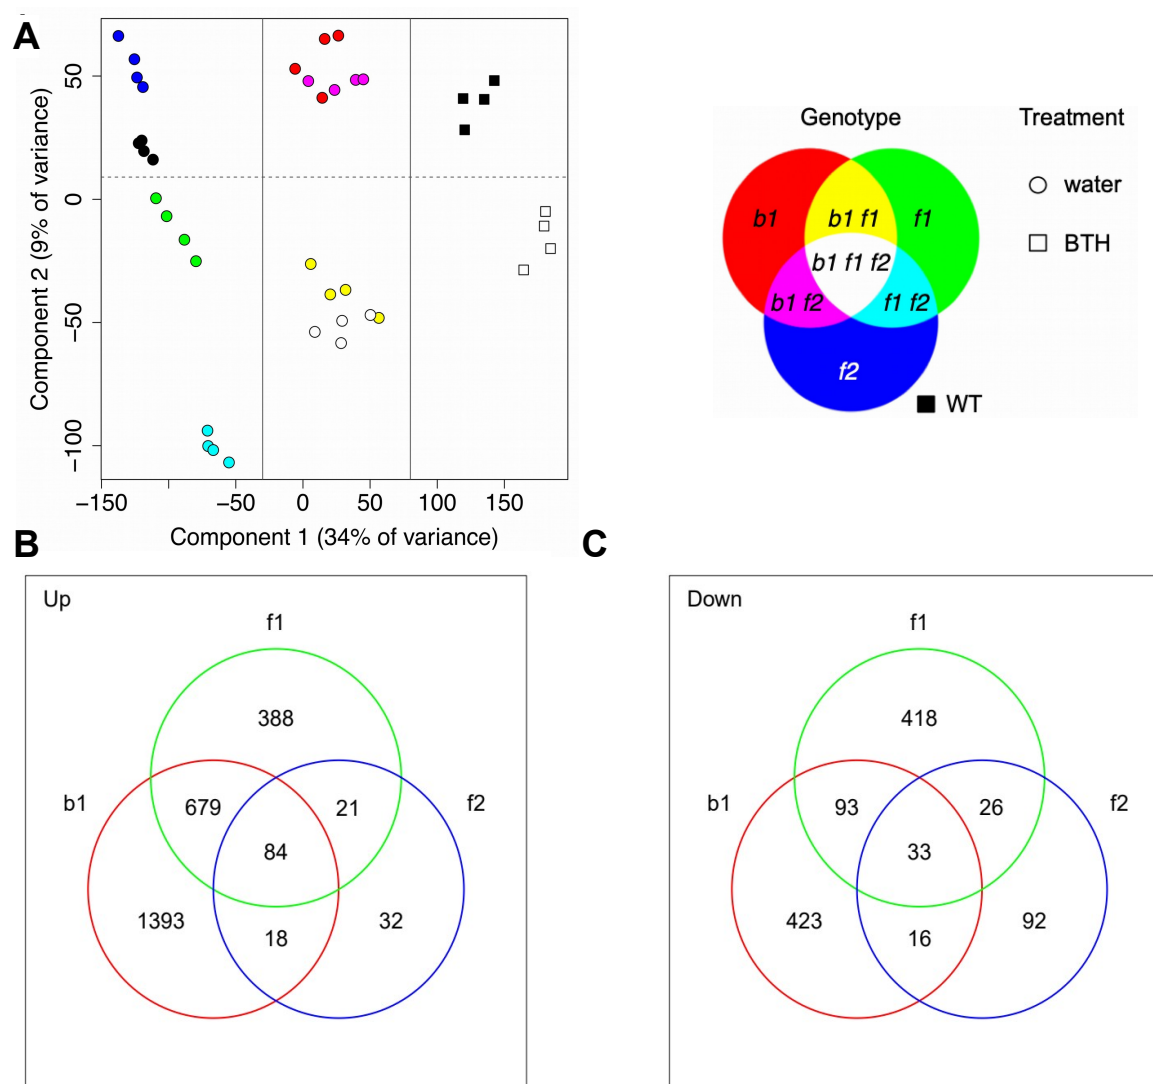 A
50
0
−50
−100
Component 2 (9% of variance)
−150
−50
0
50
100
150
Component 1 (34% of variance)
Genotype
Treatment
b1
b1 f1
f1
b1 f1 f2
b1 f2
f1 f2
f2
WT
water
BTH
B
Up
f1
388
b1
679
21
f2
84
1393
18
32
C
Down
f1
418
b1
93
26
f2
33
423
16
92